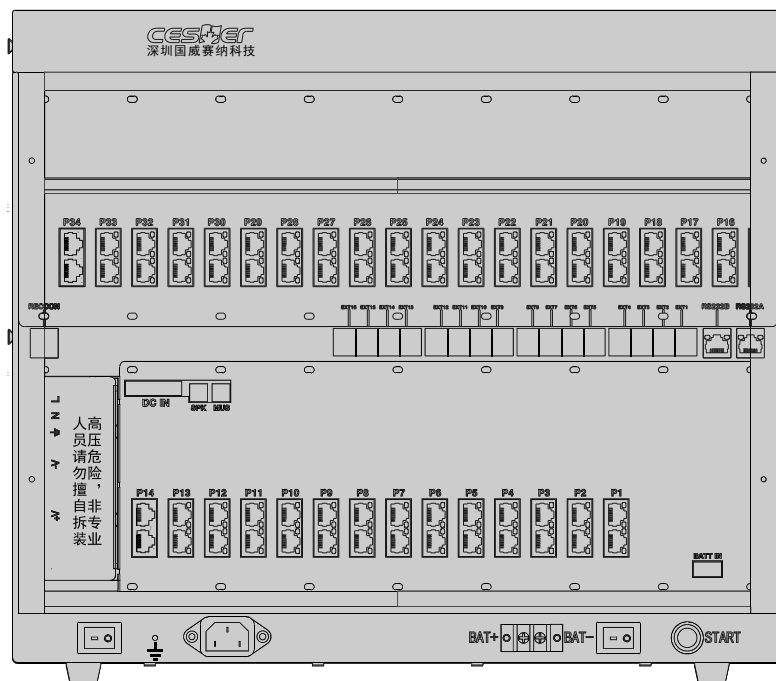 CESNER
深圳国威赛纳科技
P34 P33 P32 P31 P30 P29 P28 P27 P26 P25 P24 P23 P22 P21 P20 P19 P18 P17 P16
RS232B RS232A
L
N
DC IN
SPK MUS
高压危险，非专业
人员请勿擅自拆装
-V
+V
P14 P13 P12 P11 P10 P9 P8 P7 P6 P5 P4 P3 P2 P1
BATT IN
BAT+ BAT- START